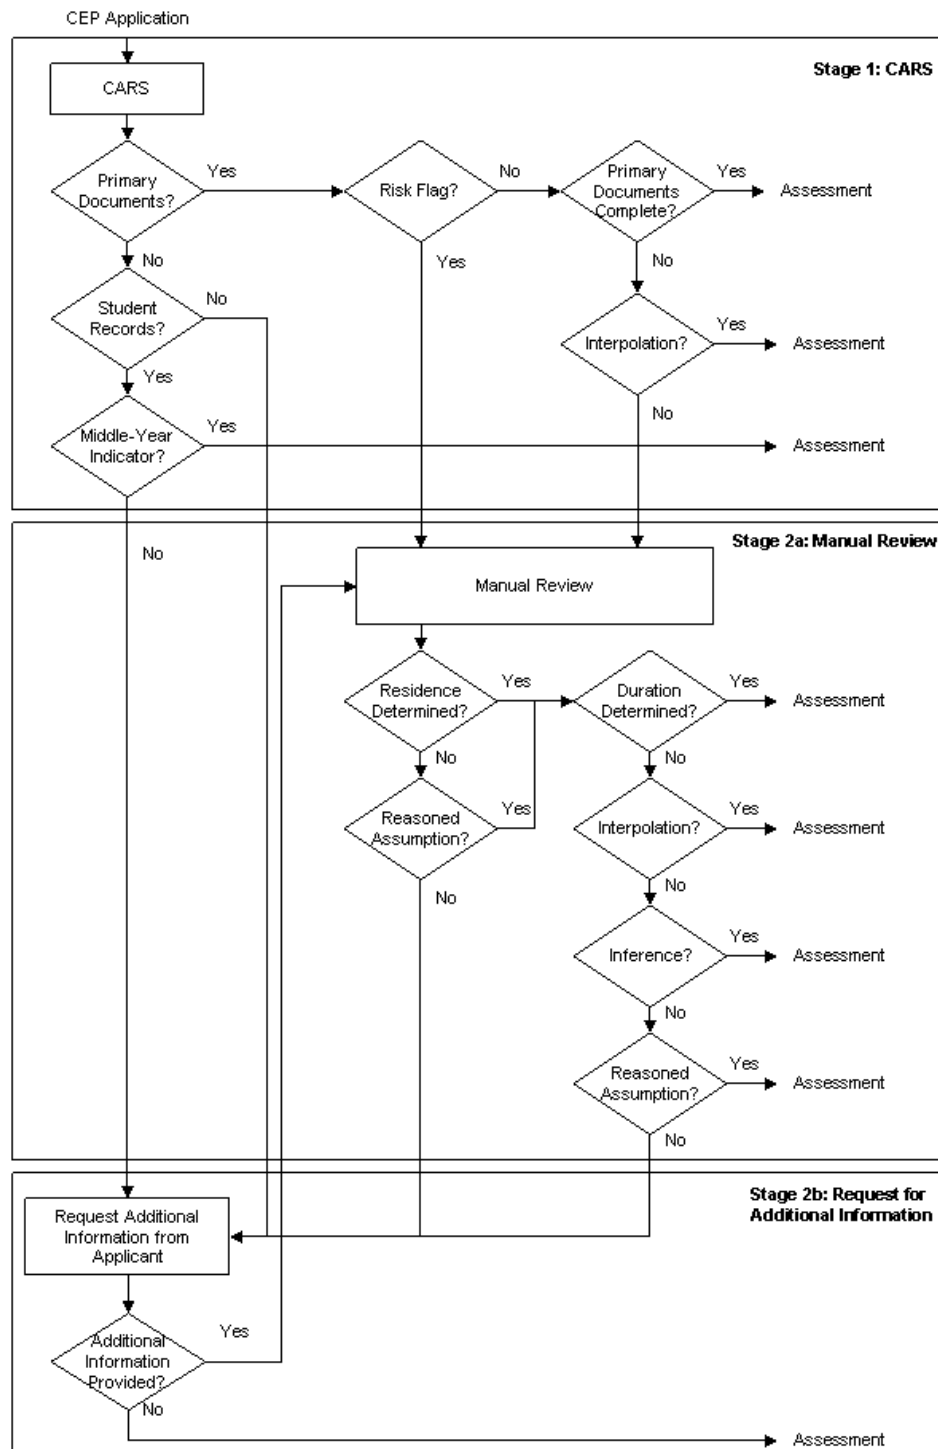 CEP Application
Stage 1: CARS
CARS
Primary
Documents?
Yes
Risk Flag?
No
Primary
Documents
Complete?
Yes
Assessment
No
Yes
No
Student
Records?
No
Interpolation?
Yes
Assessment
Yes
No
Middle-Year
Indicator?
Yes
Assessment
No
Stage 2a: Manual Review
Manual Review
Residence
Determined?
Yes
Duration
Determined?
Yes
Assessment
No
No
Reasoned
Assumption?
Yes
Interpolation?
Yes
Assessment
No
No
Inference?
Yes
Assessment
No
Reasoned
Assumption?
Yes
Assessment
No
Stage 2b: Request for
Additional Information
Request Additional
Information from
Applicant
Additional
Information
Provided?
Yes
No
Assessment